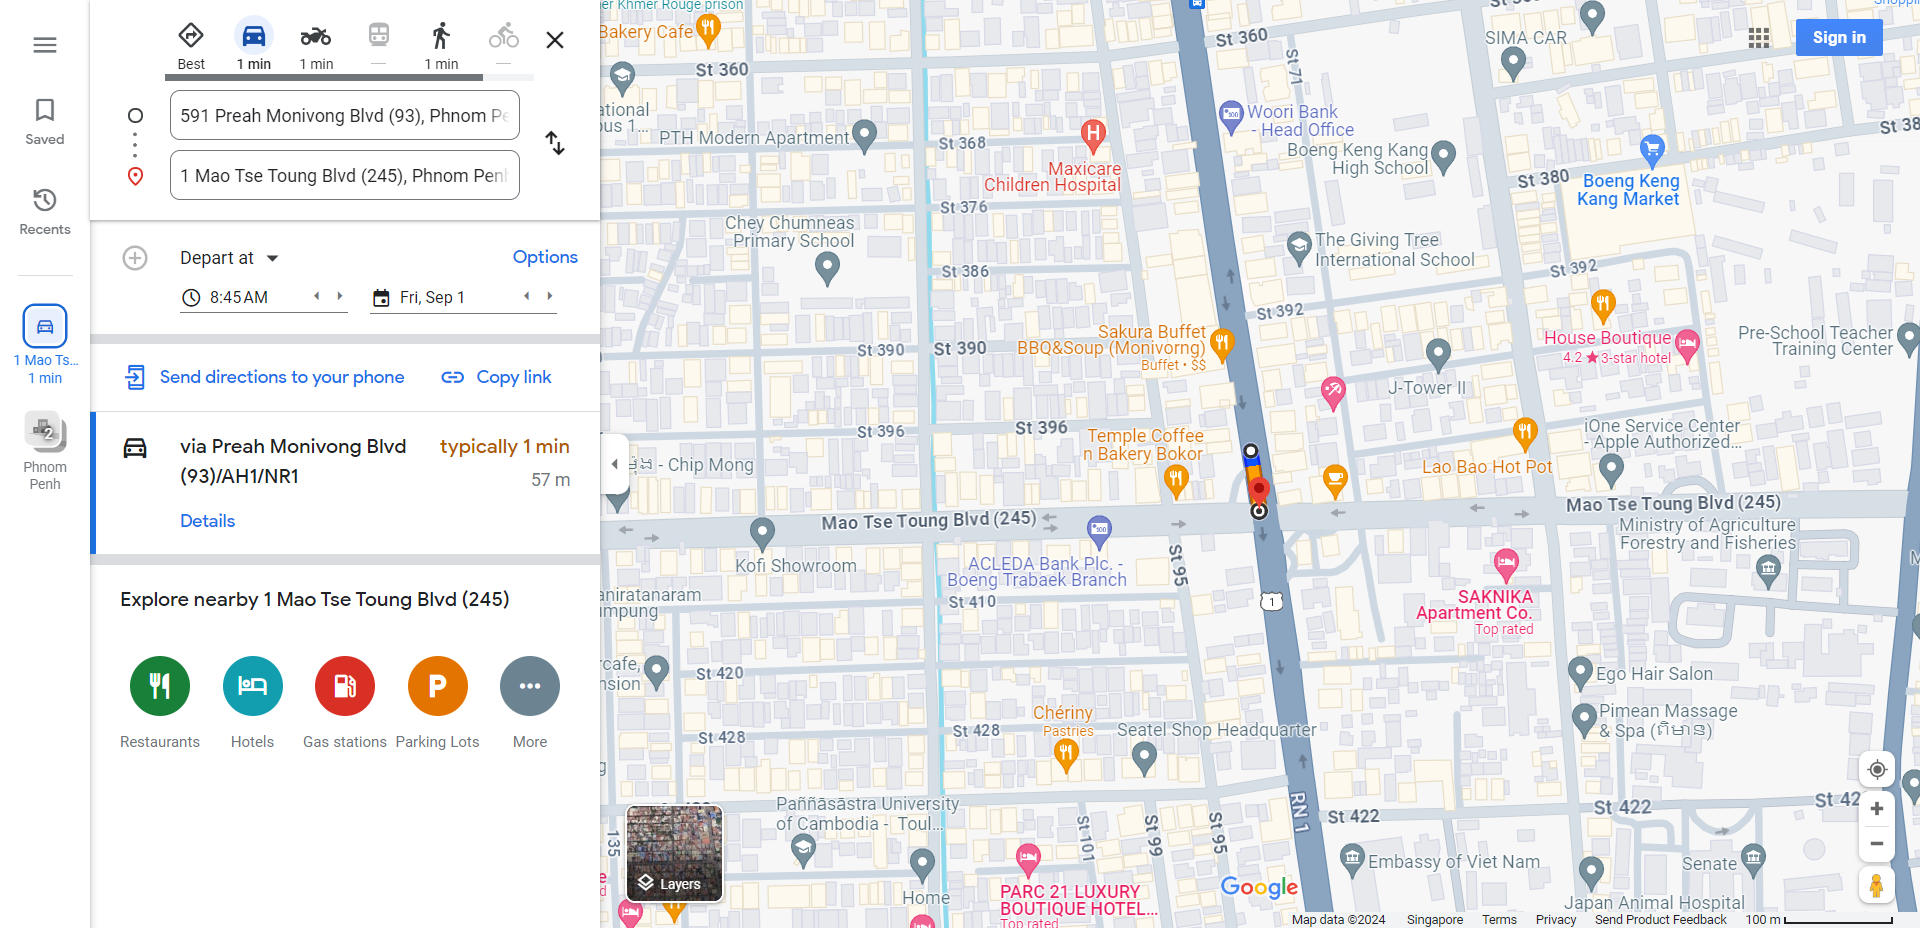 Saved
Recents
1 Mao Ts...
1 min
2
Phnom
Penh
Best
1 min
1 min
—
1 min
—
591 Preah Monivong Blvd (93), Phnom Pe
1 Mao Tse Toung Blvd (245), Phnom Penh
Depart at
Options
8:45 AM
Fri, Sep 1
Send directions to your phone
Copy link
via Preah Monivong Blvd
(93)/AH1/NR1
typically 1 min
57 m
Details
Explore nearby 1 Mao Tse Toung Blvd (245)
P
Restaurants
Hotels
Gas stations
Parking Lots
More
er Khmer Rouge prison
Bakery Cafe
St 360
St 360
St 71
SIMA CAR
Sign in
ational
ous 1...
PTH Modern Apartment
St 368
H
Maxicare
Children Hospital
Woori Bank
- Head Office
Boeng Keng Kang
High School
St 380
St 38
Boeng Keng
Kang Market
St 376
Chey Chumneas
Primary School
St 386
The Giving Tree
International School
St 392
St 392
Sakura Buffet
BBQ&Soup (Monivorng)
Buffet • $$
St 390
St 390
House Boutique
4.2 ★ 3-star hotel
Pre-School Teacher
Training Center
J-Tower II
St 396
St 396
Temple Coffee
n Bakery Bokor
- Chip Mong
iOne Service Center
- Apple Authorized...
Lao Bao Hot Pot
Mao Tse Toung Blvd (245)
Mao Tse Toung Blvd (245)
Kofi Showroom
ACLEDA Bank Plc. -
Boeng Trabaek Branch
St 95
Ministry of Agriculture
Forestry and Fisheries
aniratanaram
umpung
St 410
1
SAKNIKA
Apartment Co.
Top rated
rcafe,
nsion
St 420
Ego Hair Salon
Pimean Massage
& Spa (ពិមាន)
Chériny
Pastries
Seatel Shop Headquarter
St 428
St 428
Paññāsāstra University
of Cambodia - Toul...
RN 1
St 422
St 422
St 42
135
St 101
St 99
St 95
Embassy of Viet Nam
Senate
Layers
Home
PARC 21 LUXURY
BOUTIQUE HOTEL...
Top rated
Google
Japan Animal Hospital
Map data ©2024
Singapore
Terms
Privacy
Send Product Feedback
100 m